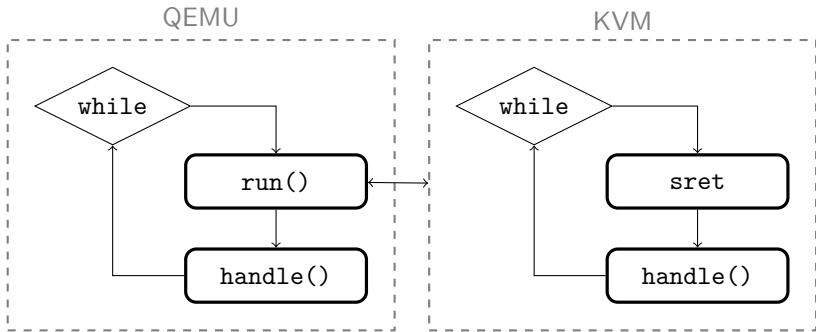 QEMU
while
run()
handle()
KVM
while
sret
handle()